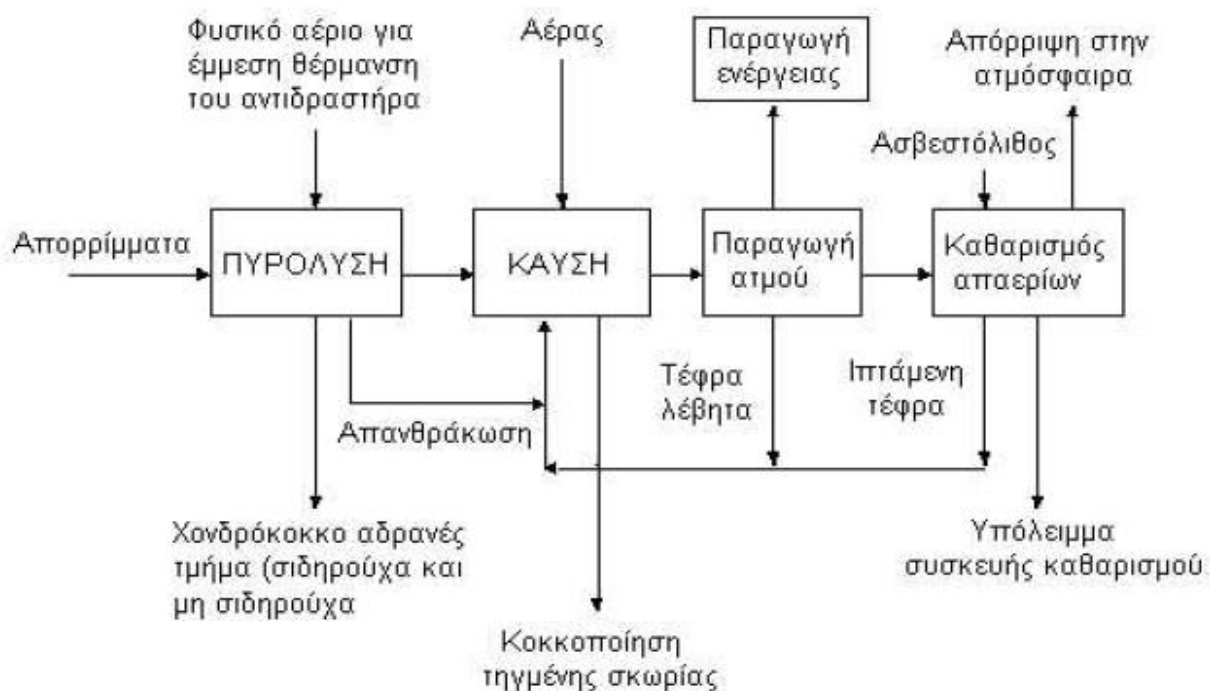 Φυσικό αέριο για
έμμεση θέρμανση
του αντιδραστήρα
Αέρας
Παραγωγή
ενέργειας
Απόρριψη στην
ατμόσφαιρα
Ασβεστόλιθος
Απορρίμματα
ΠΥΡΟΛΥΣΗ
ΚΑΥΣΗ
Παραγωγή
ατμού
Καθαρισμός
απαερίων
Απανθράκωση
Τέφρα
λέβητα
Ιπτάμενη
τέφρα
Χονδρόκοκκο αδρανές
τμήμα (σιδηρούχα και
μη σιδηρούχα
Κοκκοποίηση
τηγμένης σκωρίας
Υπόλειμμα
συσκευής καθαρισμού